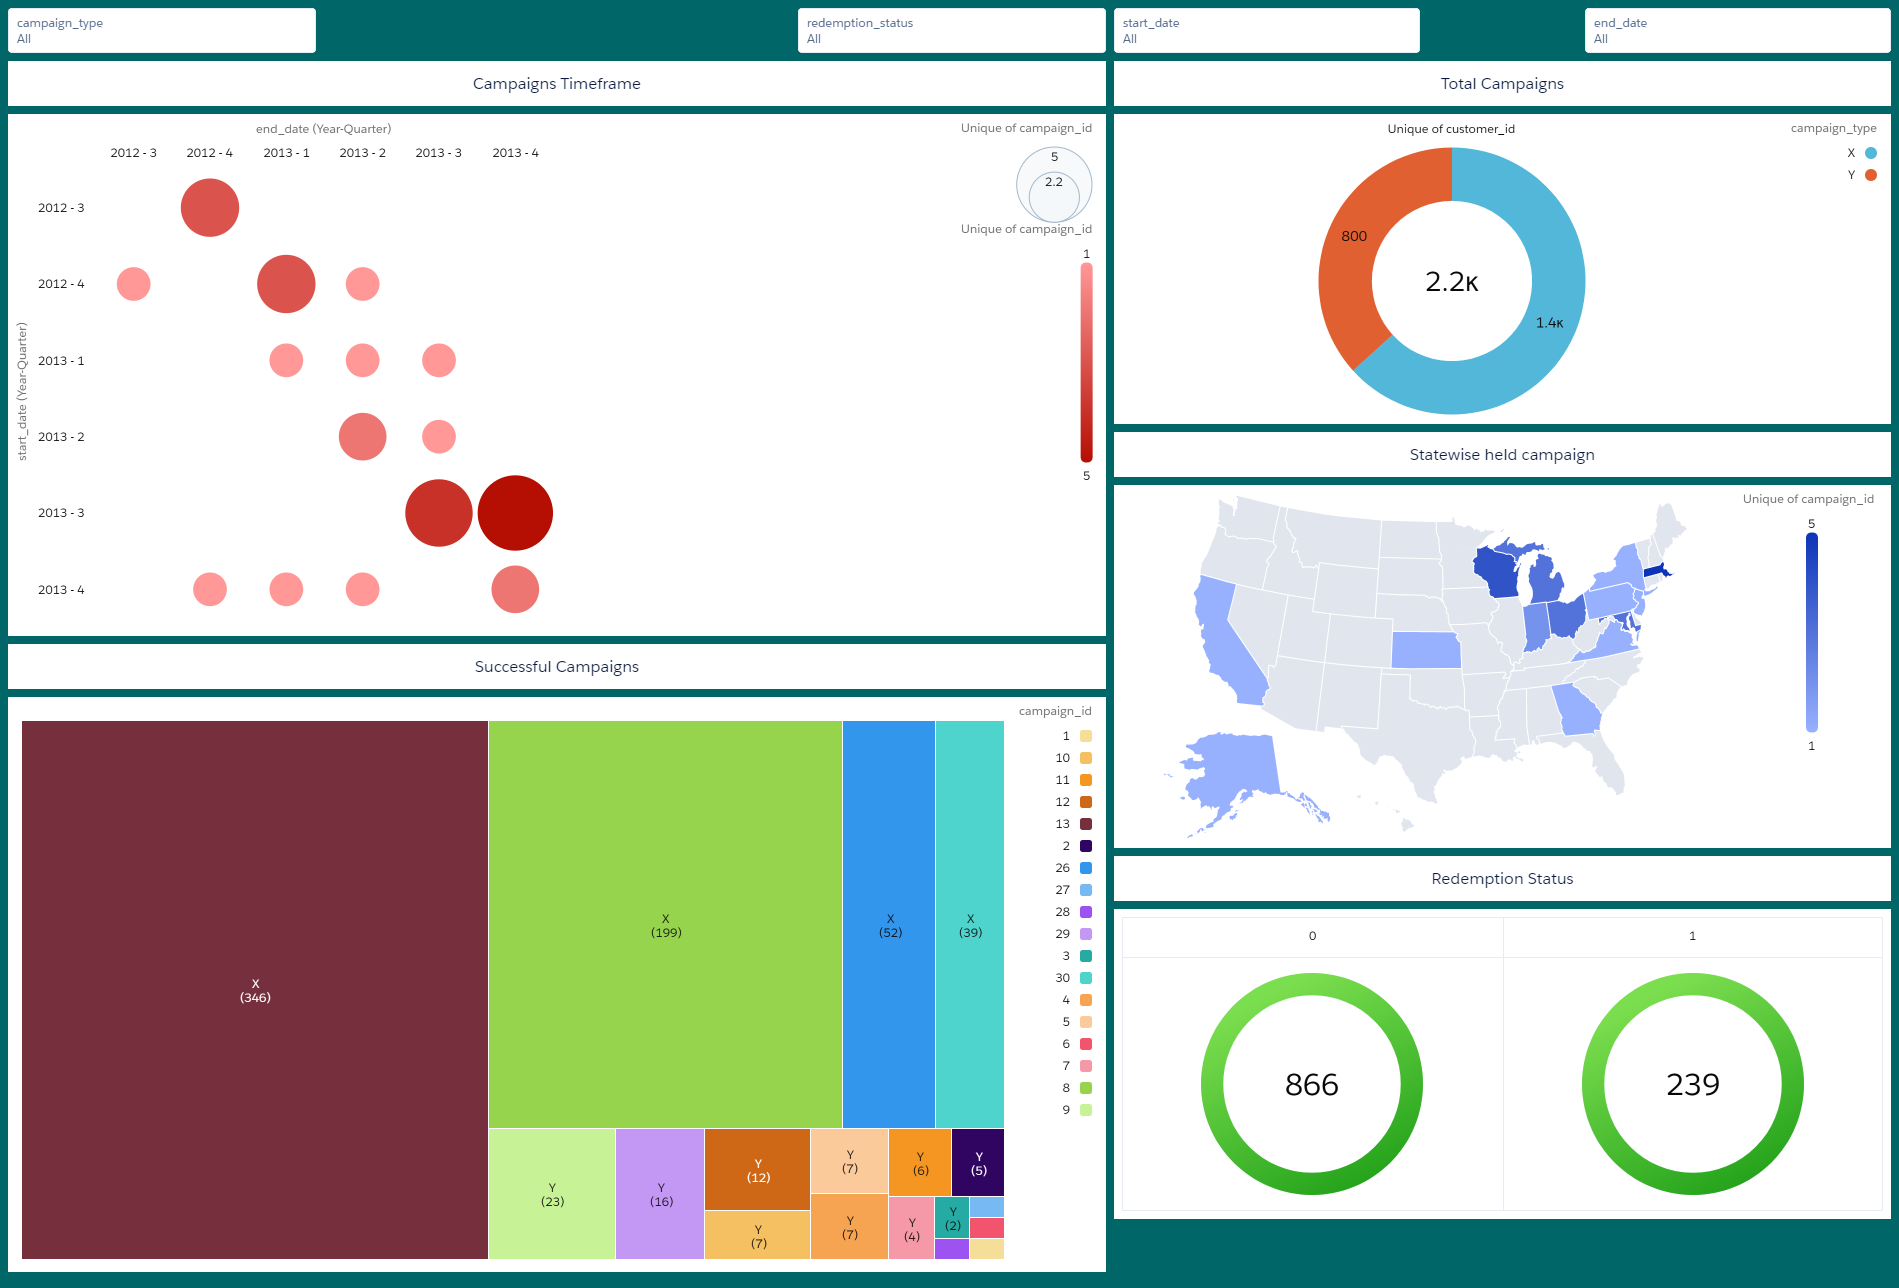 campaign_type
All
redemption_status
All
start_date
All
end_date
All
Campaigns Timeframe
Total Campaigns
end_date (Year-Quarter)
2012 - 3
2012 - 4
2013 - 1
2013 - 2
2013 - 3
2013 - 4
start_date (Year-Quarter)
2012 - 3
2012 - 4
2013 - 1
2013 - 2
2013 - 3
2013 - 4
Unique of campaign_id
5
2.2
Unique of campaign_id
1
5
Unique of customer_id
800
2.2K
1.4K
campaign_type
X
Y
Statewise held campaign
Unique of campaign_id
5
1
Successful Campaigns
X
(346)
X
(199)
X
(52)
X
(39)
Y
(23)
Y
(16)
Y
(12)
Y
(7)
Y
(7)
Y
(7)
Y
(6)
Y
(5)
Y
(4)
Y
(2)
campaign_id
1
10
11
12
13
2
26
27
28
29
3
30
4
5
6
7
8
9
Redemption Status
0
1
866
239